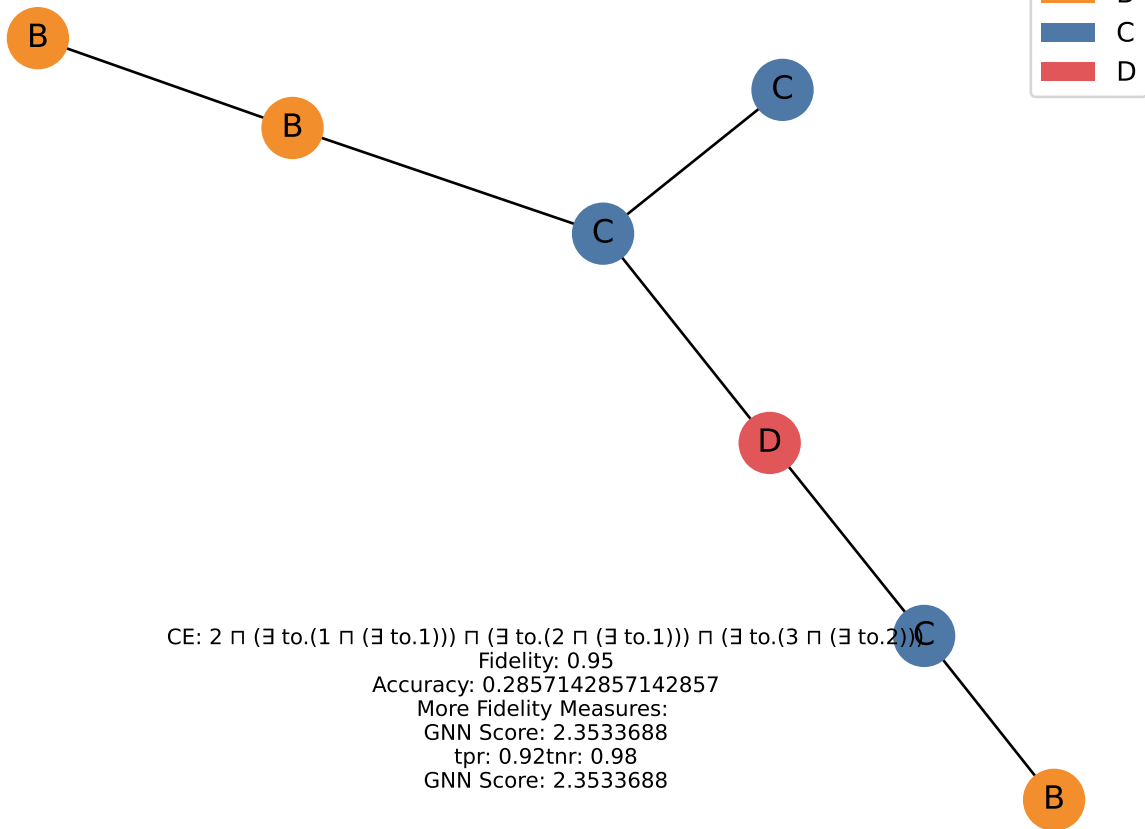 B
C
D
B
C
B
C
D
C
CE: 2 ⊓ (∃ to.(1 ⊓ (∃ to.1))) ⊓ (∃ to.(2 ⊓ (∃ to.1))) ⊓ (∃ to.(3 ⊓ (∃ to.2)))
Fidelity: 0.95
Accuracy: 0.2857142857142857
More Fidelity Measures:
GNN Score: 2.3533688
tpr: 0.92tnr: 0.98
GNN Score: 2.3533688
B